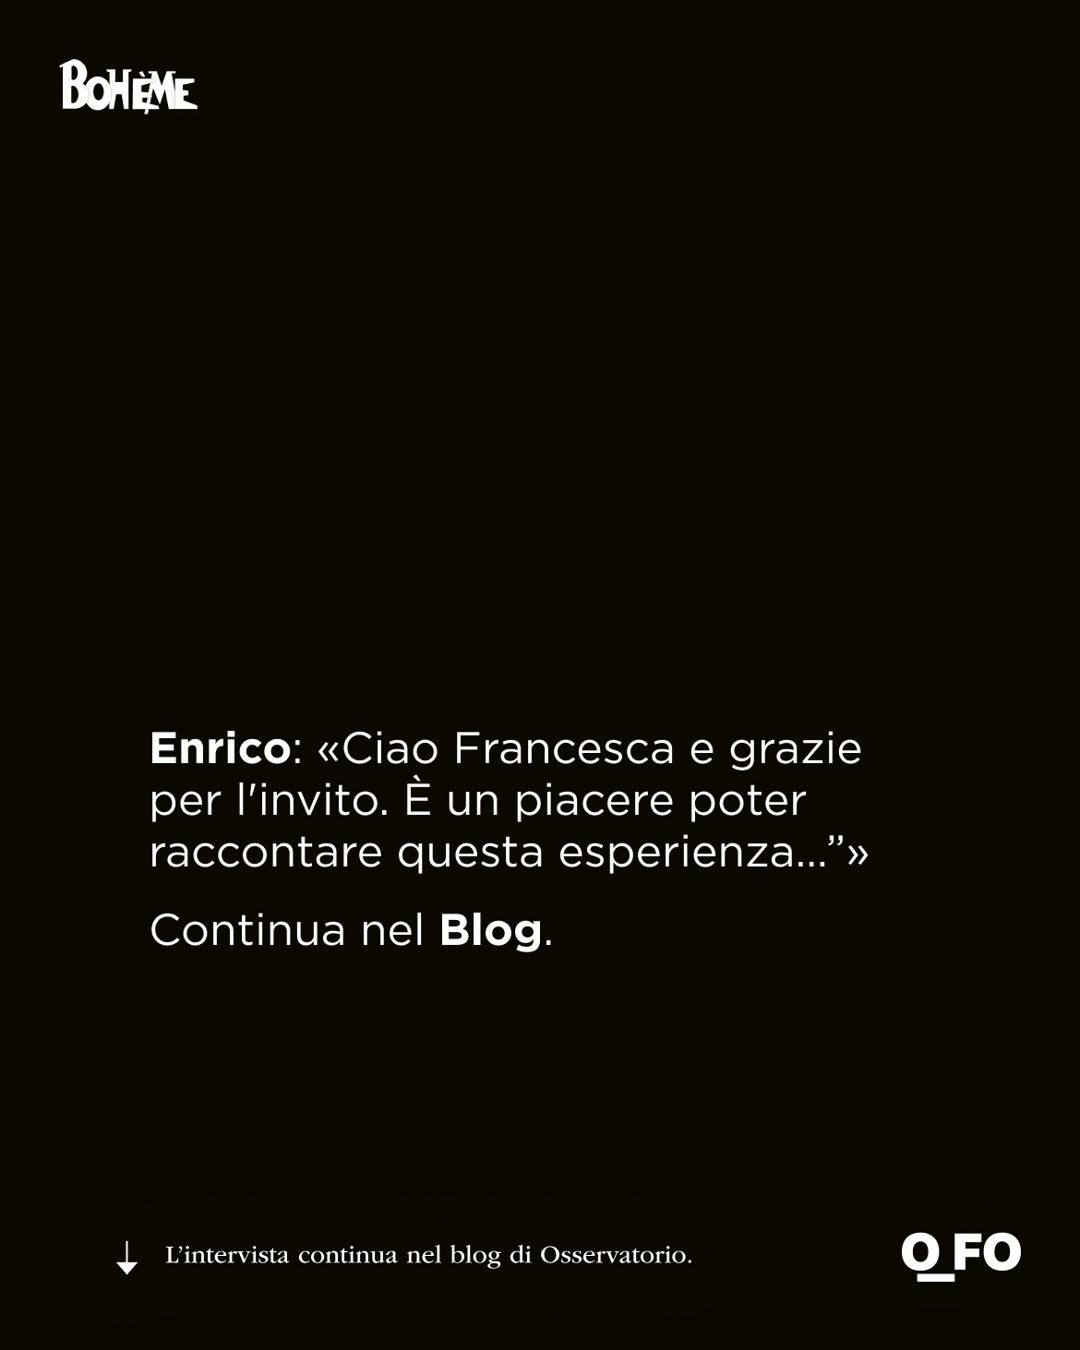 BOHÈME
Enrico: «Ciao Francesca e grazie
per l'invito. È un piacere poter
raccontare questa esperienza...”»
Continua nel Blog.
L’intervista continua nel blog di Osservatorio.
O_FO